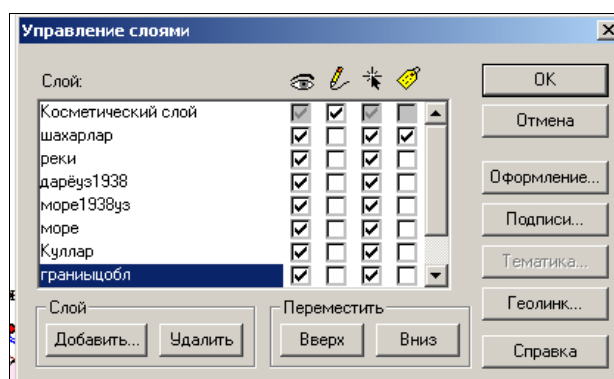 Управление слоями
Слой:
Косметический слой
шахарлар
реки
дарёуз1938
море1938уз
море
Куллар
граниыцобл
OK
Отмена
Оформление...
Подписи...
Тематика...
Геолинк...
Справка
Слой
Добавить...
Удалить
Переместить
Вверх
Вниз